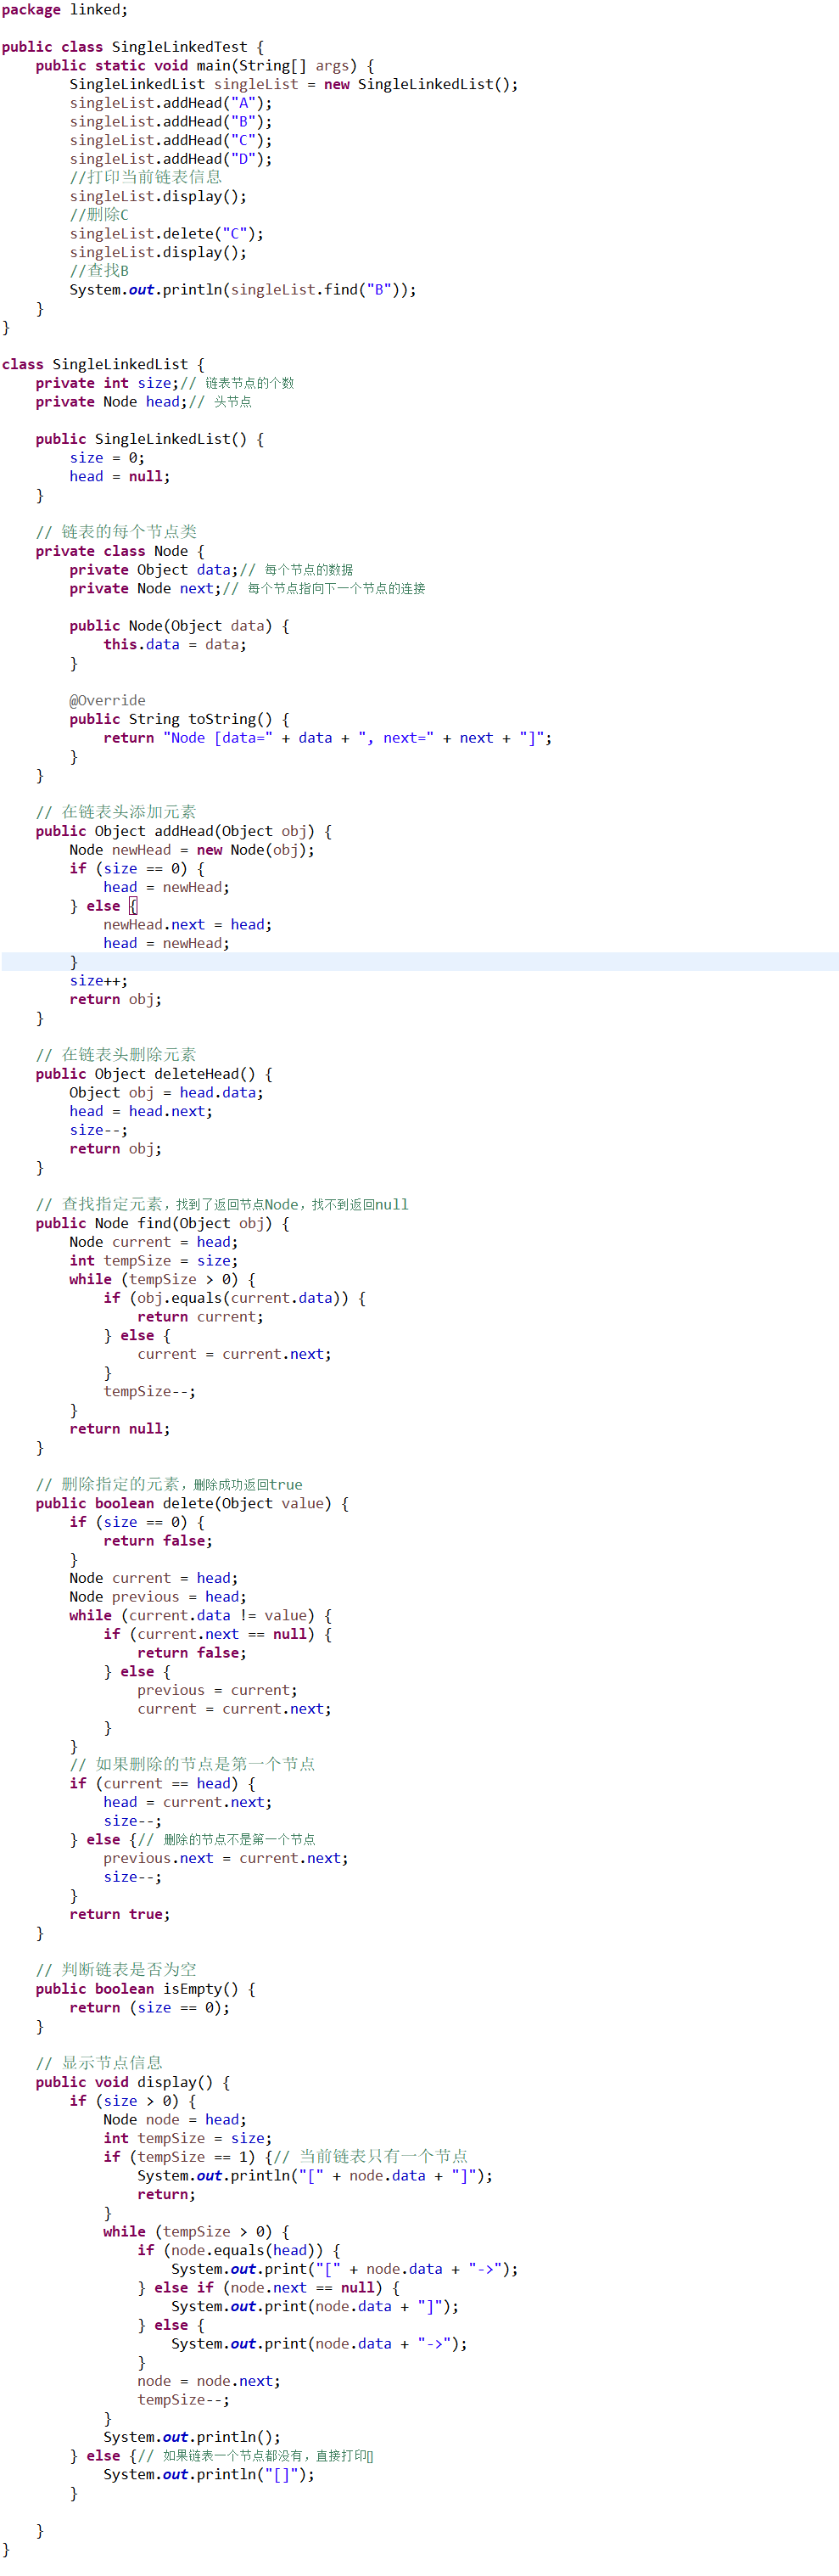 package linked;

public class SingleLinkedTest {
    public static void main(String[] args) {
        SingleLinkedList singleList = new SingleLinkedList();
        singleList.addHead("A");
        singleList.addHead("B");
        singleList.addHead("C");
        singleList.addHead("D");
        //打印当前链表信息
        singleList.display();
        //删除C
        singleList.delete("C");
        singleList.display();
        //查找B
        System.out.println(singleList.find("B"));
    }
}

class SingleLinkedList {
    private int size;// 链表节点的个数
    private Node head;// 头节点

    public SingleLinkedList() {
        size = 0;
        head = null;
    }

    // 链表的每个节点类
    private class Node {
        private Object data;// 每个节点的数据
        private Node next;// 每个节点指向下一个节点的连接

        public Node(Object data) {
            this.data = data;
        }

        @Override
        public String toString() {
            return "Node [data=" + data + ", next=" + next + "]";
        }
    }

    // 在链表头添加元素
    public Object addHead(Object obj) {
        Node newHead = new Node(obj);
        if (size == 0) {
            head = newHead;
        } else {
            newHead.next = head;
            head = newHead;
        }
        size++;
        return obj;
    }

    // 在链表头删除元素
    public Object deleteHead() {
        Object obj = head.data;
        head = head.next;
        size--;
        return obj;
    }

    // 查找指定元素，找到了返回节点Node，找不到返回null
    public Node find(Object obj) {
        Node current = head;
        int tempSize = size;
        while (tempSize > 0) {
            if (obj.equals(current.data)) {
                return current;
            } else {
                current = current.next;
            }
            tempSize--;
        }
        return null;
    }

    // 删除指定的元素，删除成功返回true
    public boolean delete(Object value) {
        if (size == 0) {
            return false;
        }
        Node current = head;
        Node previous = head;
        while (current.data != value) {
            if (current.next == null) {
                return false;
            } else {
                previous = current;
                current = current.next;
            }
        }
        // 如果删除的节点是第一个节点
        if (current == head) {
            head = current.next;
            size--;
        } else {// 删除的节点不是第一个节点
            previous.next = current.next;
            size--;
        }
        return true;
    }

    // 判断链表是否为空
    public boolean isEmpty() {
        return (size == 0);
    }

    // 显示节点信息
    public void display() {
        if (size > 0) {
            Node node = head;
            int tempSize = size;
            if (tempSize == 1) {// 当前链表只有一个节点
                System.out.println("[" + node.data + "]");
                return;
            }
            while (tempSize > 0) {
                if (node.equals(head)) {
                    System.out.print("[" + node.data + "->");
                } else if (node.next == null) {
                    System.out.print(node.data + "]");
                } else {
                    System.out.print(node.data + "->");
                }
                node = node.next;
                tempSize--;
            }
            System.out.println();
        } else {// 如果链表一个节点都没有，直接打印[]
            System.out.println("[]");
        }

    }
}